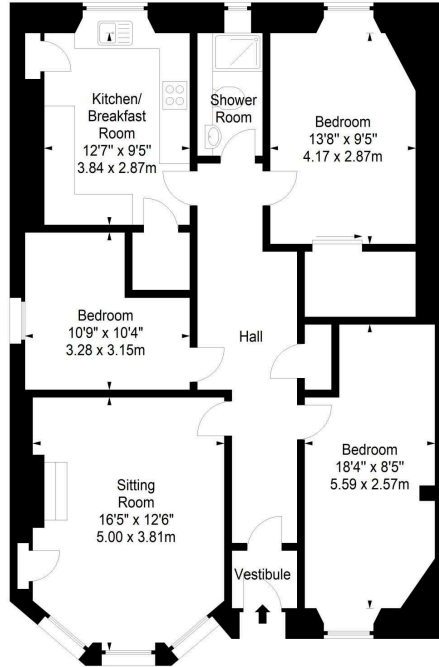 Kitchen/
Breakfast
Room
12'7" x 9'5"
3.84 x 2.87m
Shower
Room
Bedroom
13'8" x 9'5"
4.17 x 2.87m
Bedroom
10'9" x 10'4"
3.28 x 3.15m
Hall
Sitting
Room
16'5" x 12'6"
5.00 x 3.81m
Bedroom
18'4" x 8'5"
5.59 x 2.57m
Vestibule